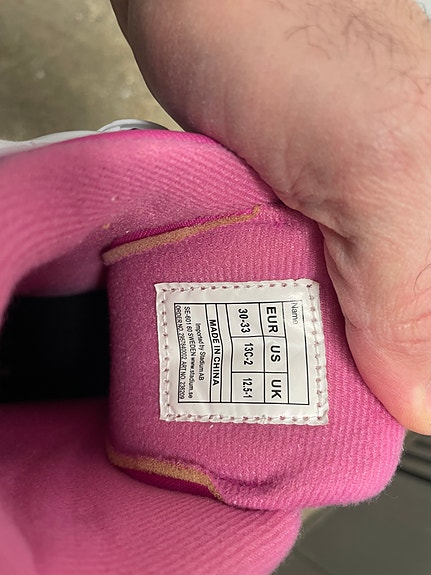 Name
EUR US UK
30-33 13C-2 12.5-1
MADE IN CHINA
Imported by Stadium AB
SE-601 60 SWEDEN www.stadium.se